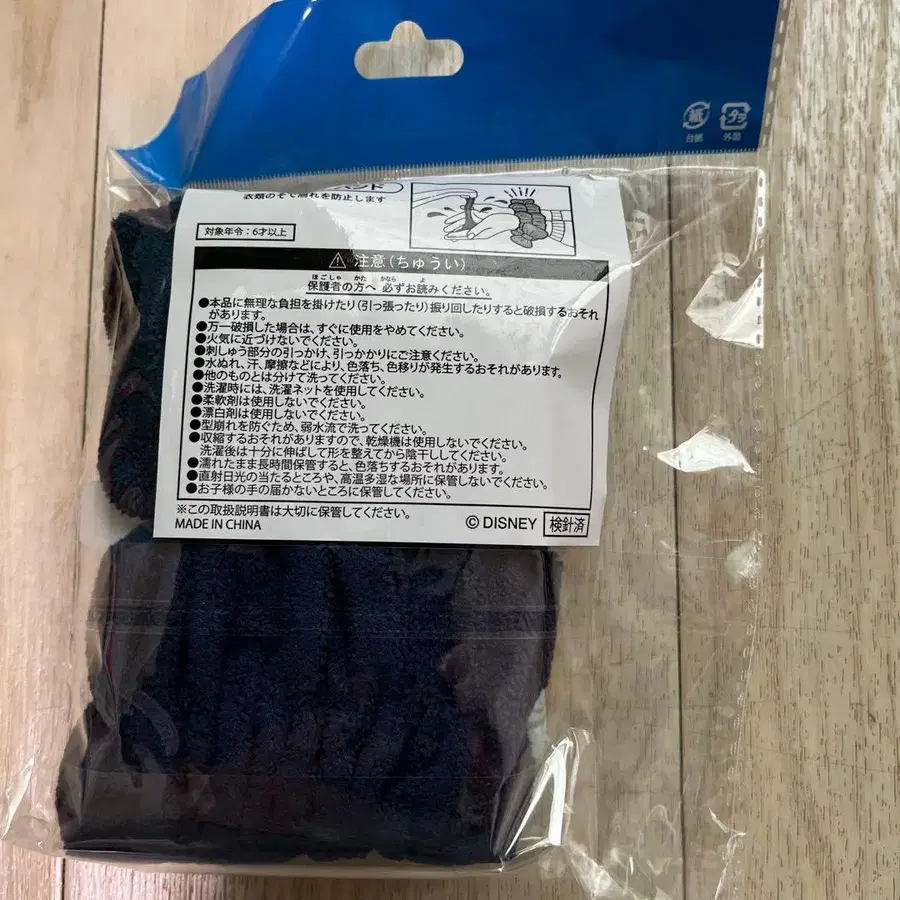 紙
台紙
プラ
外袋
ンド
衣類のそで濡れを防止します
対象年令：6才以上
⚠ 注意（ちゅうい）
ほごしゃ かた かなら よ
保護者の方へ 必ずお読みください。
●本品に無理な負担を掛けたり（引っ張ったり）振り回したりすると破損するおそれ
があります。
●万一破損した場合は、すぐに使用をやめてください。
●火気に近づけないでください。
●刺しゅう部分の引っかけ、引っかかりにご注意ください。
●水ぬれ、汗、摩擦などにより、色落ち、色移りが発生するおそれがあります。
●他のものとは分けて洗ってください。
●洗濯時には、洗濯ネットを使用してください。
●柔軟剤は使用しないでください。
●漂白剤は使用しないでください。
●型崩れを防ぐため、弱水流で洗ってください。
●収縮するおそれがありますので、乾燥機は使用しないでください。
洗濯後は十分に伸ばして形を整えてから陰干ししてください。
●濡れたまま長時間保管すると、色落ちするおそれがあります。
●直射日光の当たるところや、高温多湿な場所に保管しないでください。
●お子様の手の届かないところに保管してください。
※この取扱説明書は大切に保管してください。
MADE IN CHINA
© DISNEY 検針済